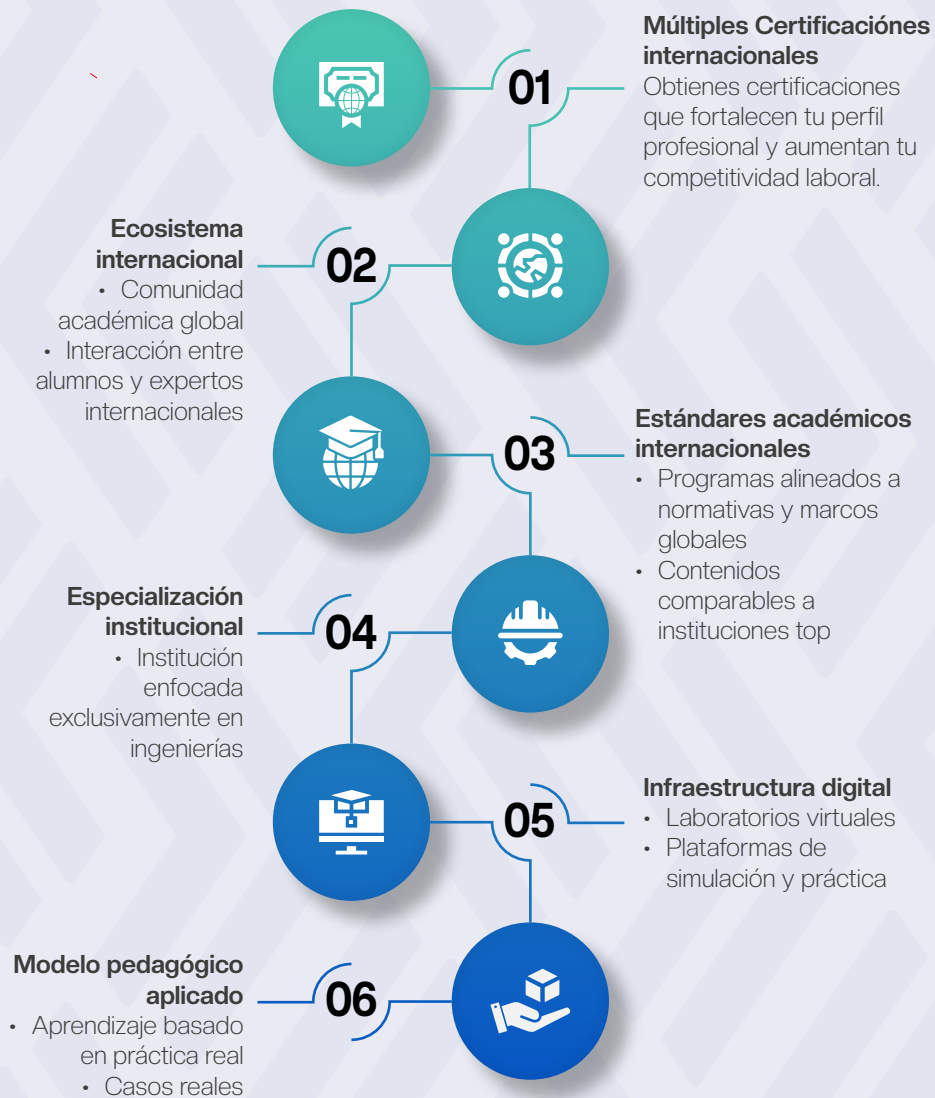 01
Múltiples Certificaciónes
internacionales
Obtienes certificaciones
que fortalecen tu perfil
profesional y aumentan tu
competitividad laboral.
02
Ecosistema
internacional
• Comunidad
académica global
• Interacción entre
alumnos y expertos
internacionales
03
Estándares académicos
internacionales
• Programas alineados a
normativas y marcos
globales
• Contenidos
comparables a
instituciones top
04
Especialización
institucional
• Institución
enfocada
exclusivamente en
ingenierías
05
Infraestructura digital
• Laboratorios virtuales
• Plataformas de
simulación y práctica
06
Modelo pedagógico
aplicado
• Aprendizaje basado
en práctica real
• Casos reales